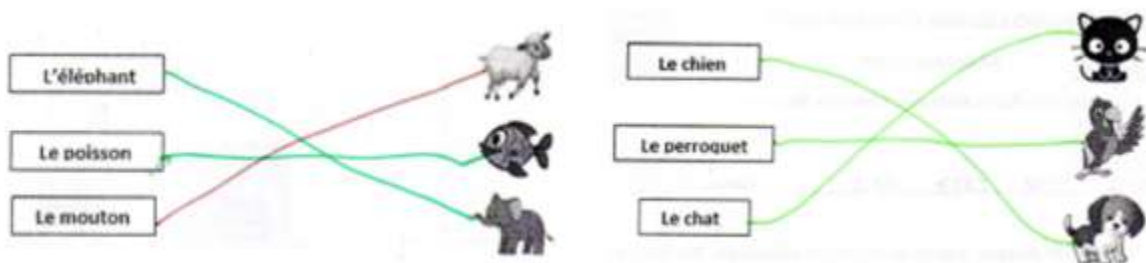 L'éléphant
Le poisson
Le mouton
Le chien
Le perroquet
Le chat